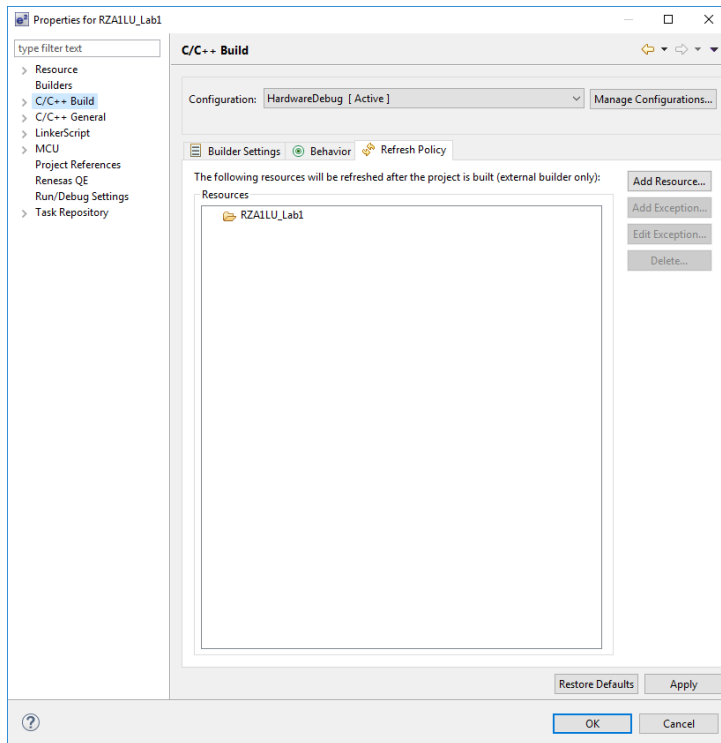 e² Properties for RZA1LU_Lab1
type filter text
Resource
Builders
C/C++ Build
C/C++ General
LinkerScript
MCU
Project References
Renesas QE
Run/Debug Settings
Task Repository
C/C++ Build
Configuration: HardwareDebug [ Active ] Manage Configurations...
Builder Settings Behavior Refresh Policy
The following resources will be refreshed after the project is built (external builder only):
Resources
RZA1LU_Lab1
Add Resource...
Add Exception...
Edit Exception...
Delete...
Restore Defaults Apply
? OK Cancel